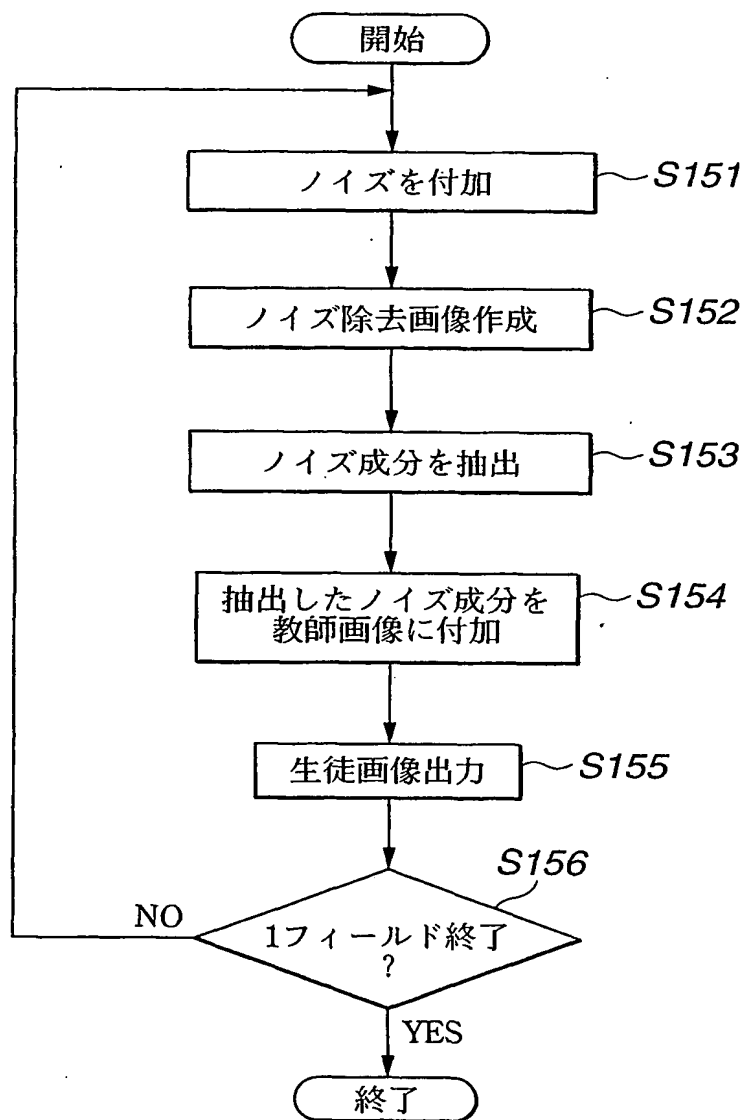 開始
ノイズを付加
S151
ノイズ除去画像作成
S152
ノイズ成分を抽出
S153
抽出したノイズ成分を
教師画像に付加
S154
生徒画像出力
S155
S156
1フィールド終了
?
NO
YES
終了